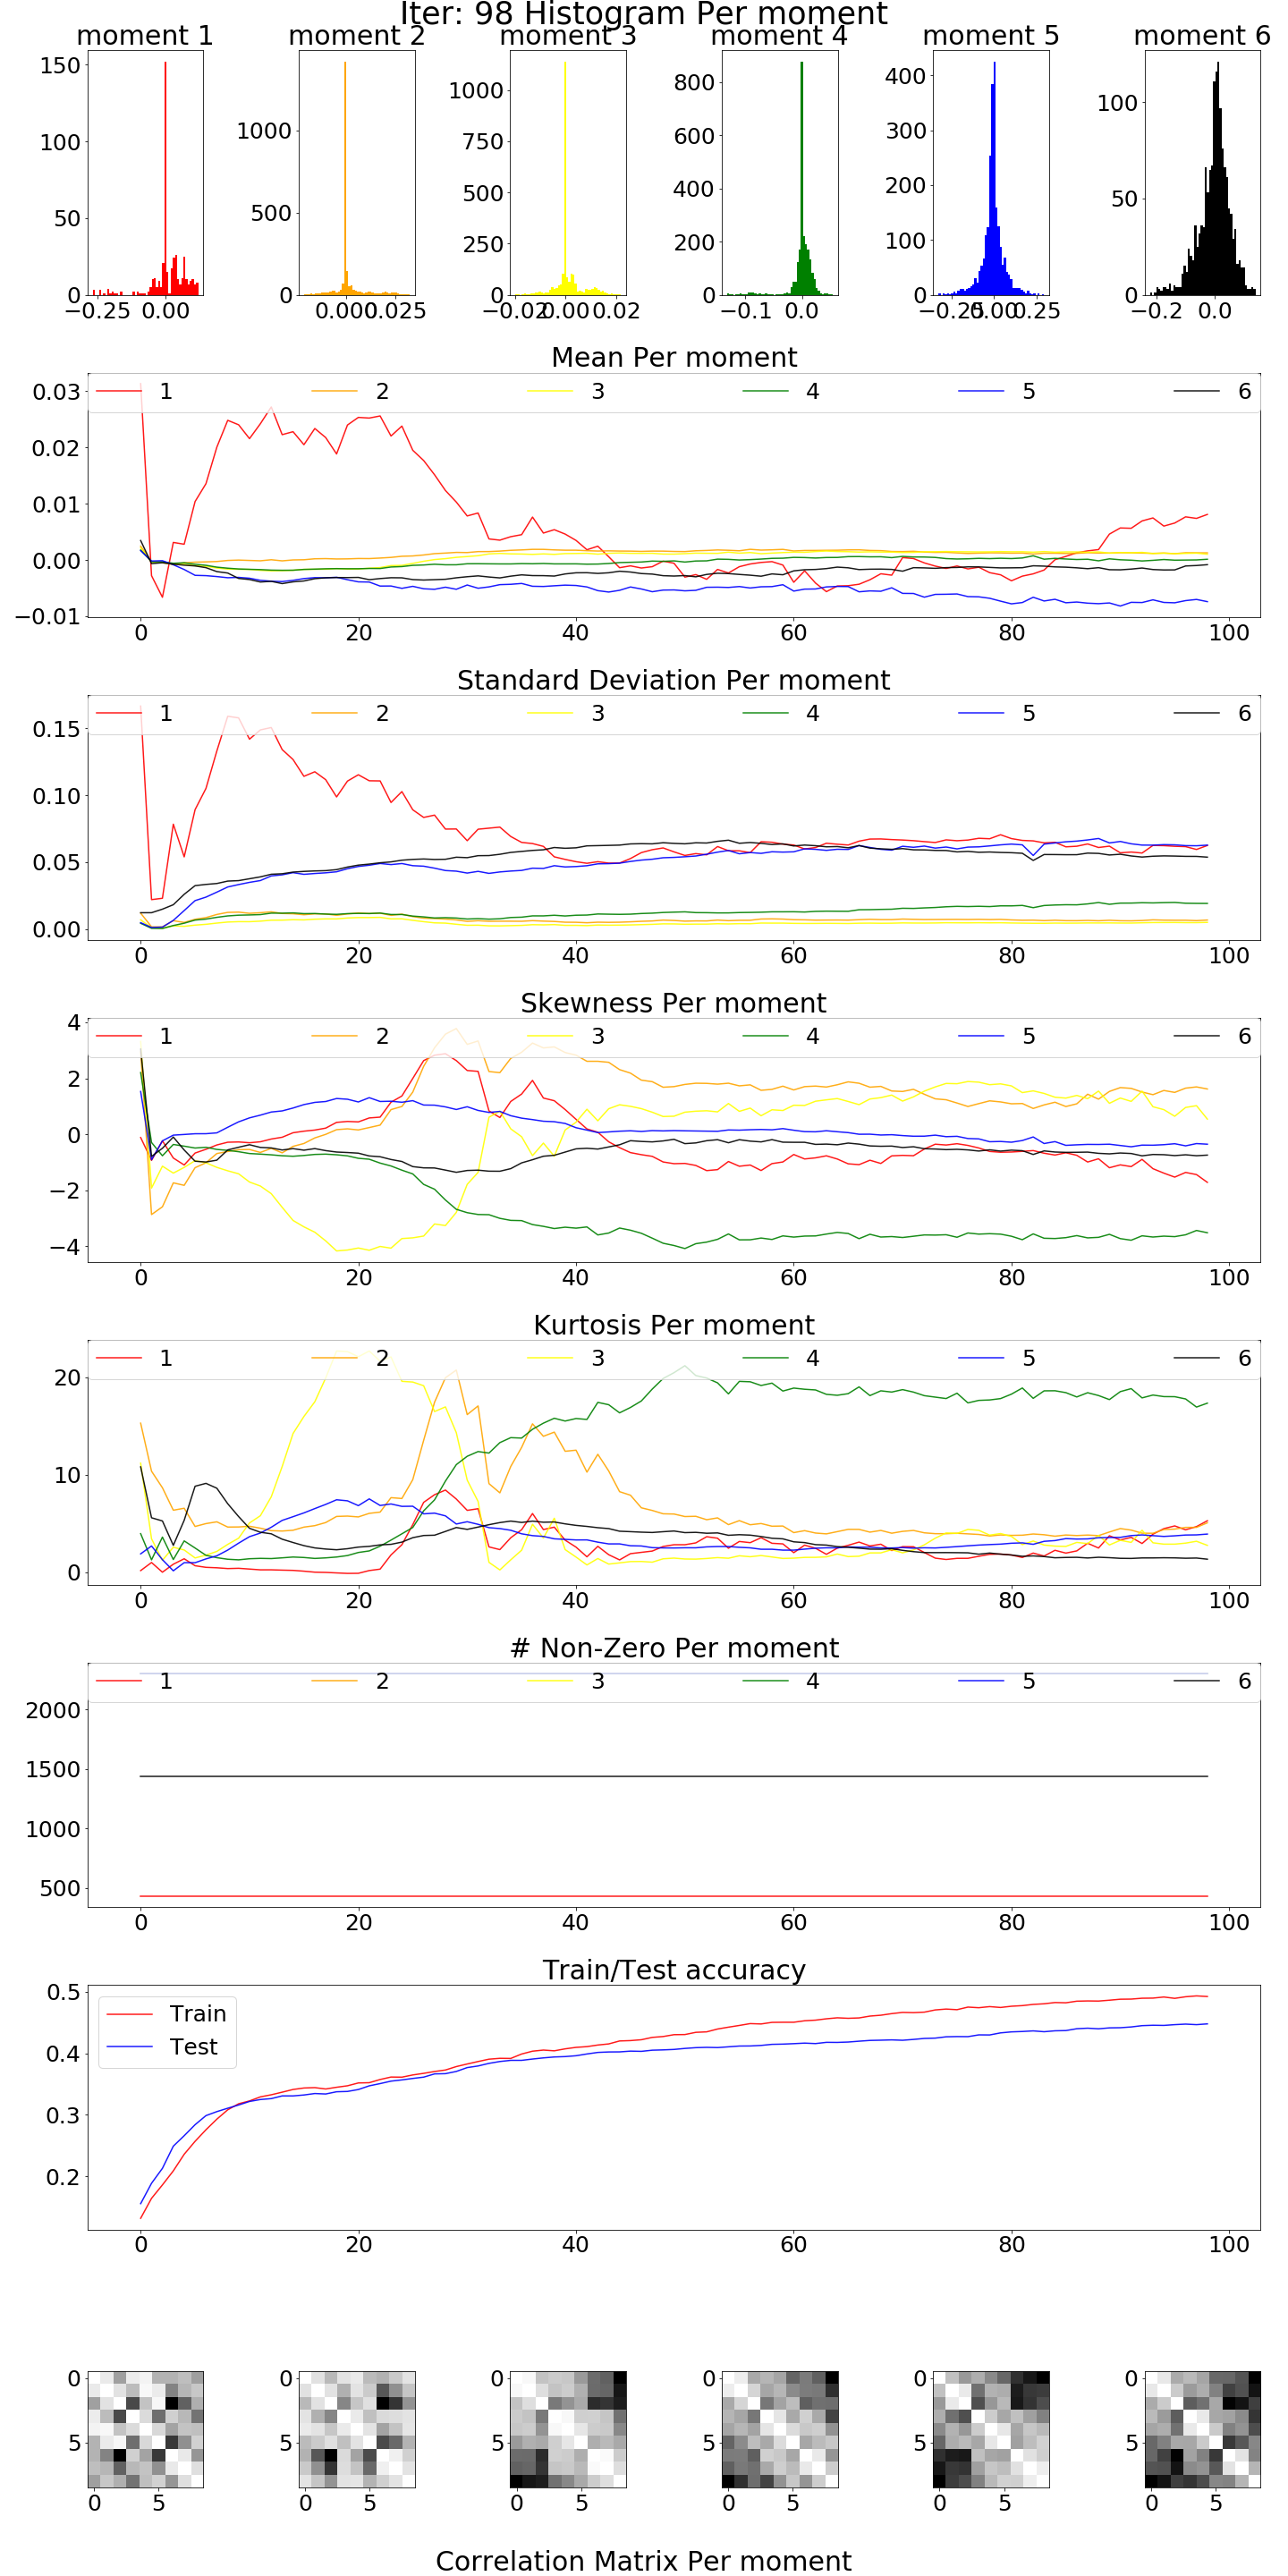 Iter: 98 Histogram Per moment
moment 1 moment 2 moment 3 moment 4 moment 5 moment 6
150
100
50
0
−0.25 0.00
1000
500
0
0.000 0.025
1000
750
500
250
0
−0.02 0.00 0.02
800
600
400
200
0
−0.1 0.0
400
300
200
100
0
−0.25 0.00 0.25
100
50
0
−0.2 0.0
Mean Per moment
1 2 3 4 5 6
0.03
0.02
0.01
0.00
−0.01
0 20 40 60 80 100
Standard Deviation Per moment
1 2 3 4 5 6
0.15
0.10
0.05
0.00
0 20 40 60 80 100
Skewness Per moment
1 2 3 4 5 6
4
2
0
−2
−4
0 20 40 60 80 100
Kurtosis Per moment
1 2 3 4 5 6
20
10
0
0 20 40 60 80 100
# Non-Zero Per moment
1 2 3 4 5 6
2000
1500
1000
500
0 20 40 60 80 100
Train/Test accuracy
Train
Test
0.5
0.4
0.3
0.2
0 20 40 60 80 100
0 0 0 0 0 0
5 5 5 5 5 5
0 5 0 5 0 5 0 5 0 5 0 5
Correlation Matrix Per moment